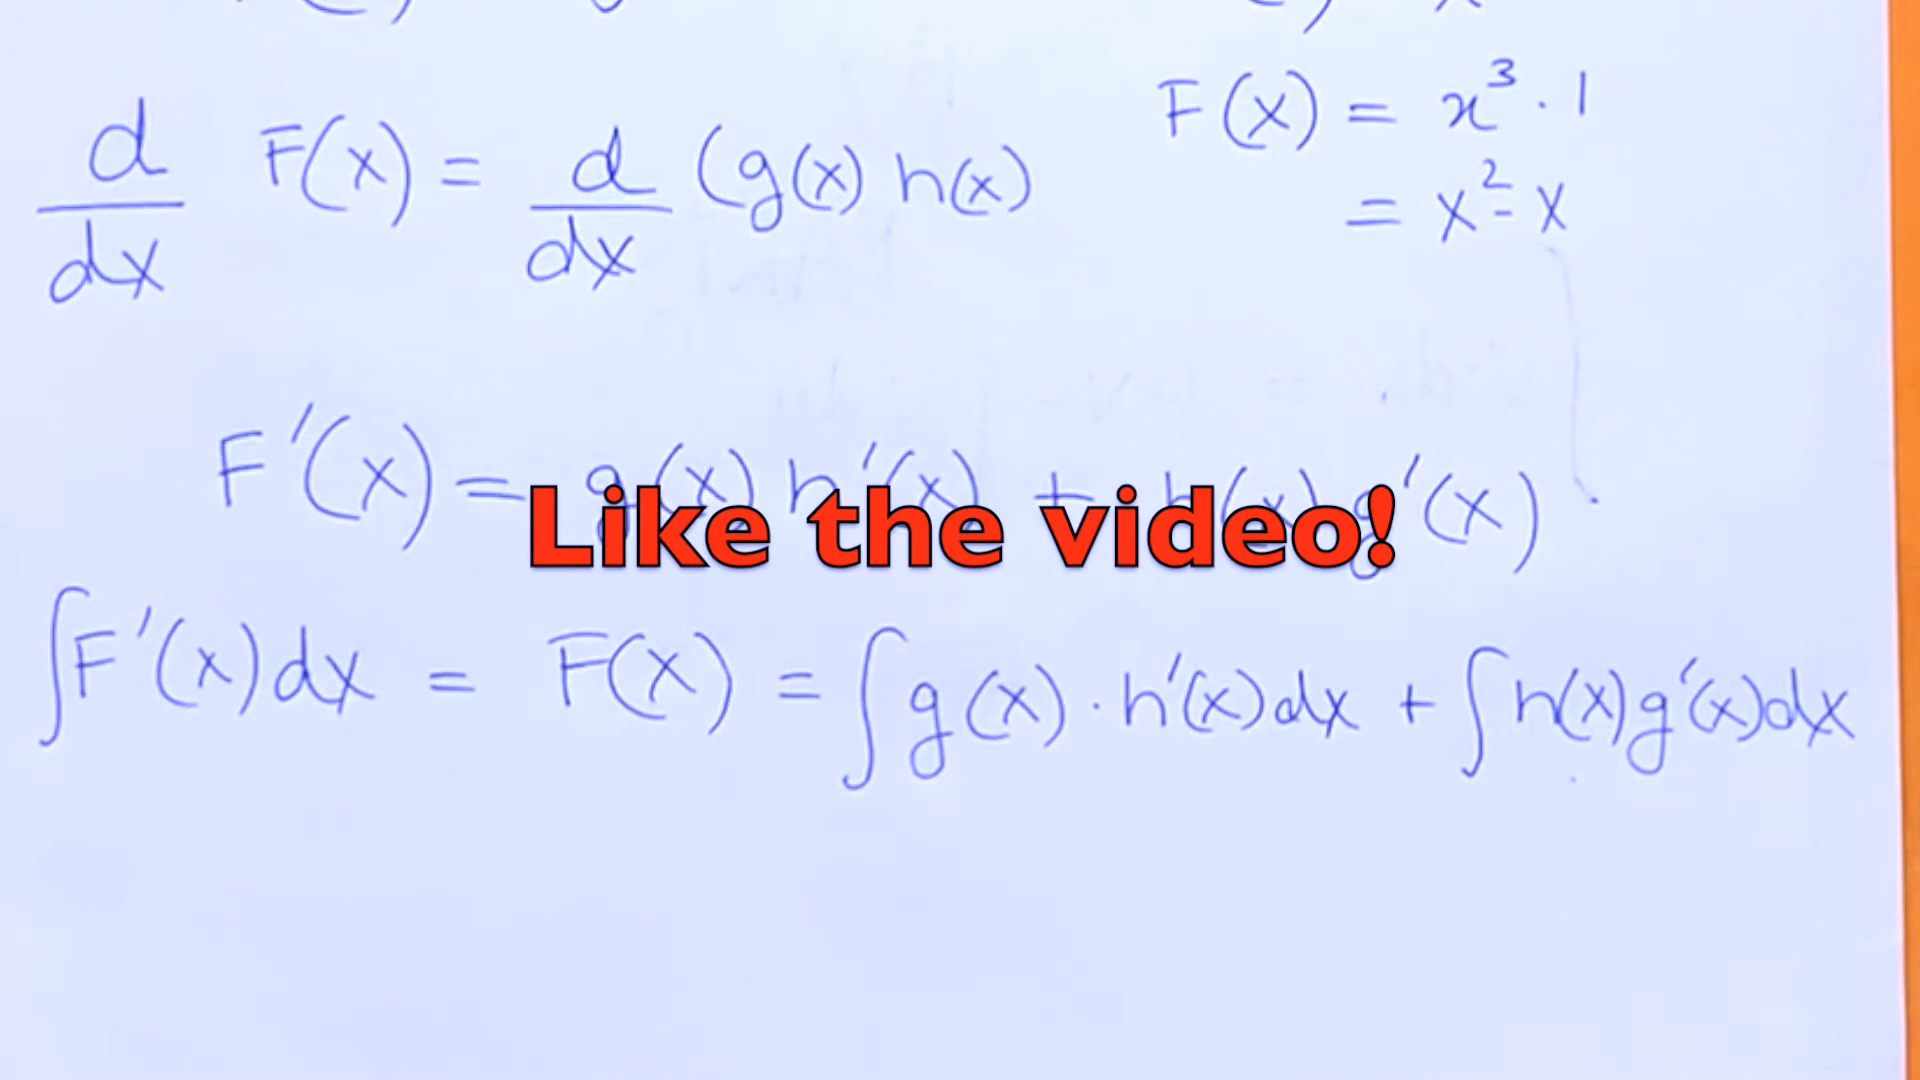 d/dx F(x) = d/dx (g(x) h(x)
F(x) = x³ · 1
= x² - x
F'(x) = g(x) h'(x) + h(x) g'(x)
Like the video!
∫F'(x)dx = F(x) = ∫g(x) · h'(x)dx + ∫h(x)g'(x)dx